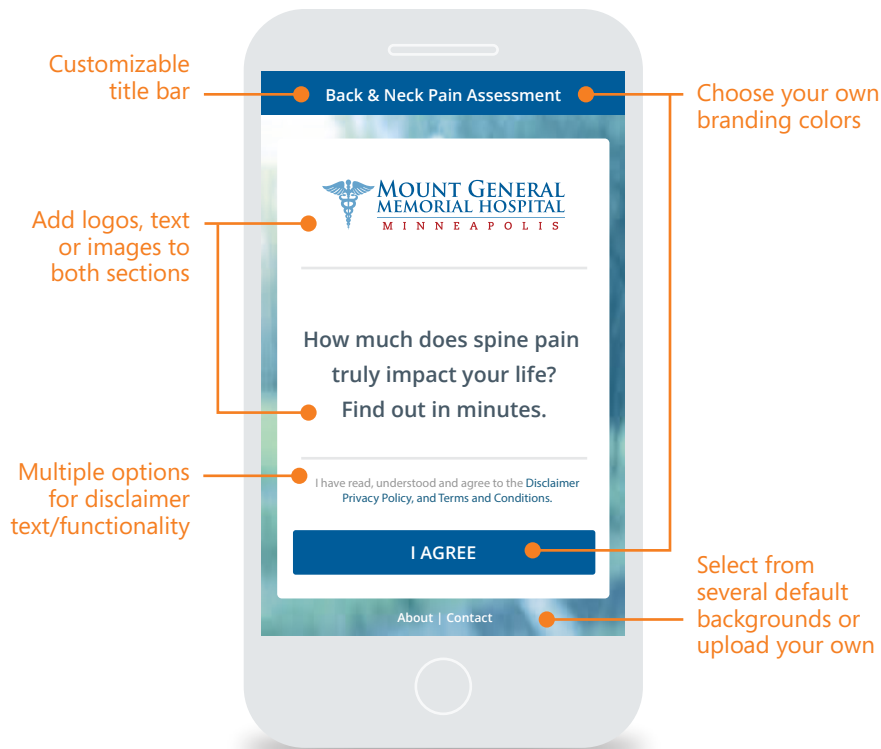 Customizable
title bar
Back & Neck Pain Assessment
Choose your own
branding colors
MOUNT GENERAL
MEMORIAL HOSPITAL
MINNEAPOLIS
Add logos, text
or images to
both sections
How much does spine pain
truly impact your life?
Find out in minutes.
Multiple options
for disclaimer
text/functionality
I have read, understood and agree to the Disclaimer
Privacy Policy, and Terms and Conditions.
I AGREE
Select from
several default
backgrounds or
upload your own
About | Contact